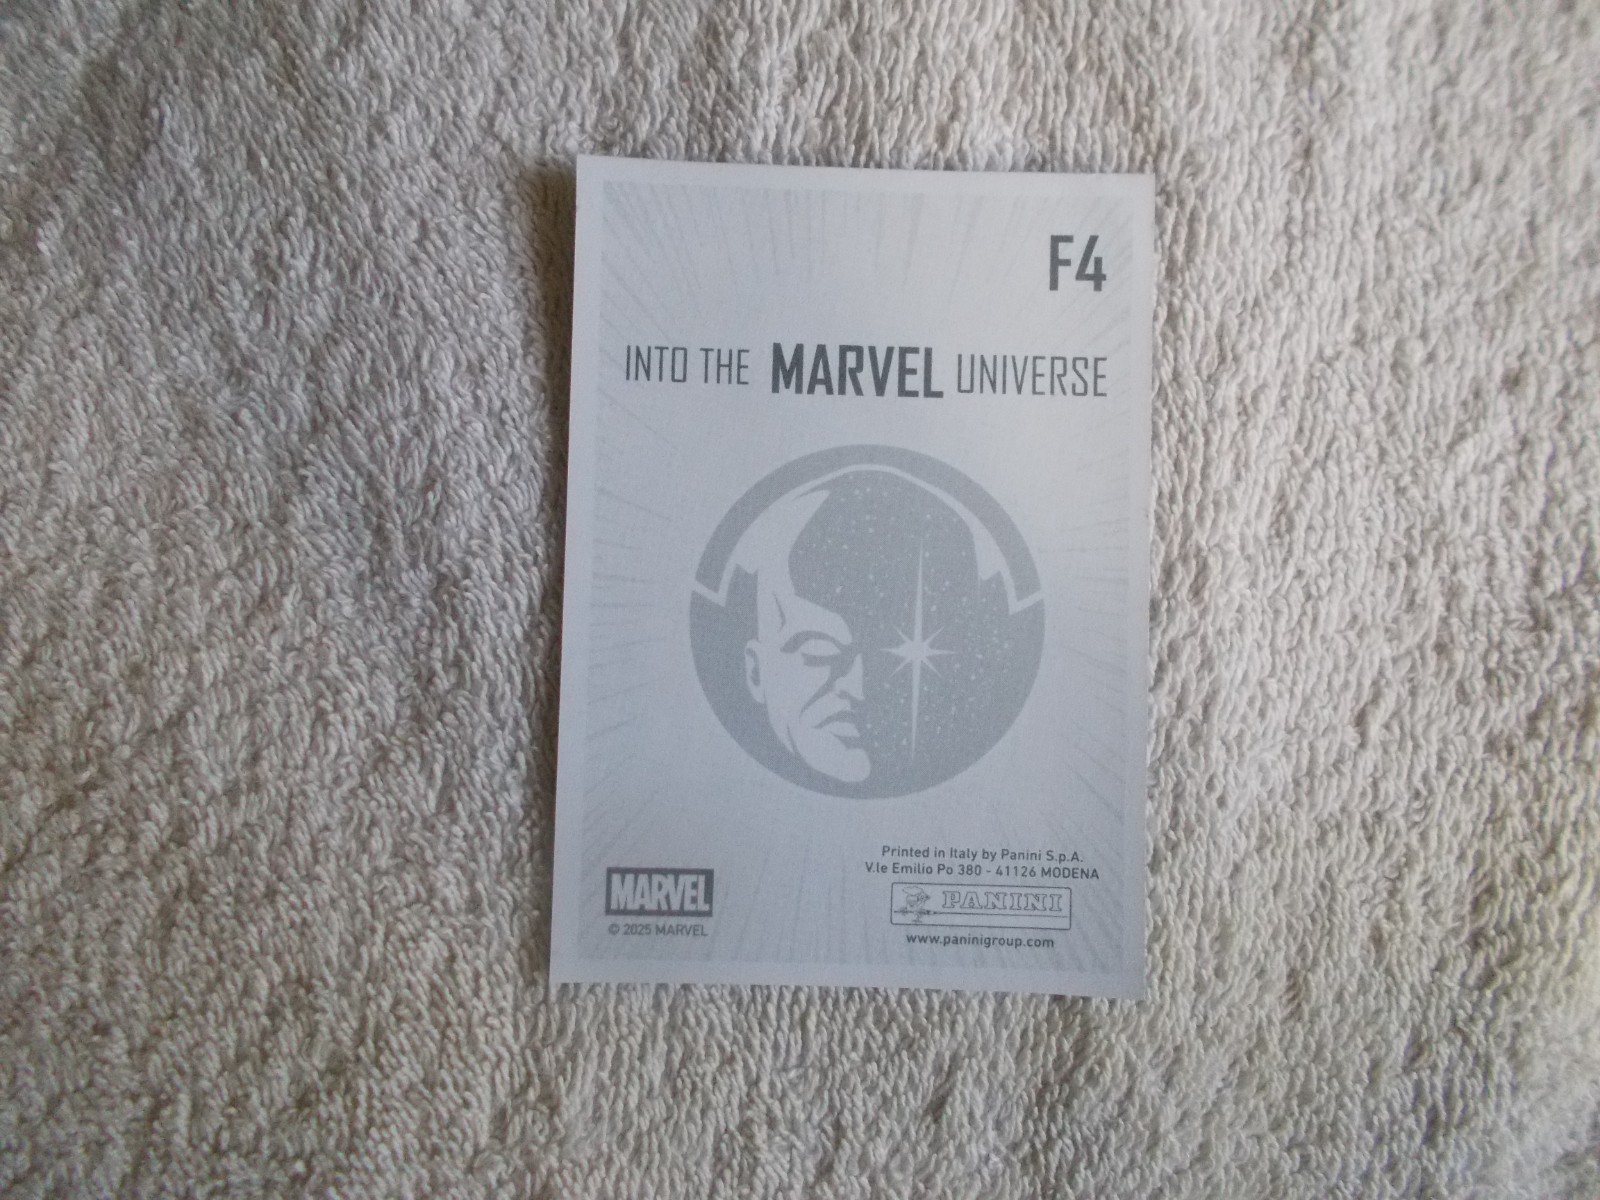 F4
INTO THE MARVEL UNIVERSE
Printed in Italy by Panini S.p.A.
V.le Emilio Po 380 - 41126 MODENA
PANINI
www.paninigroup.com
MARVEL
© 2025 MARVEL